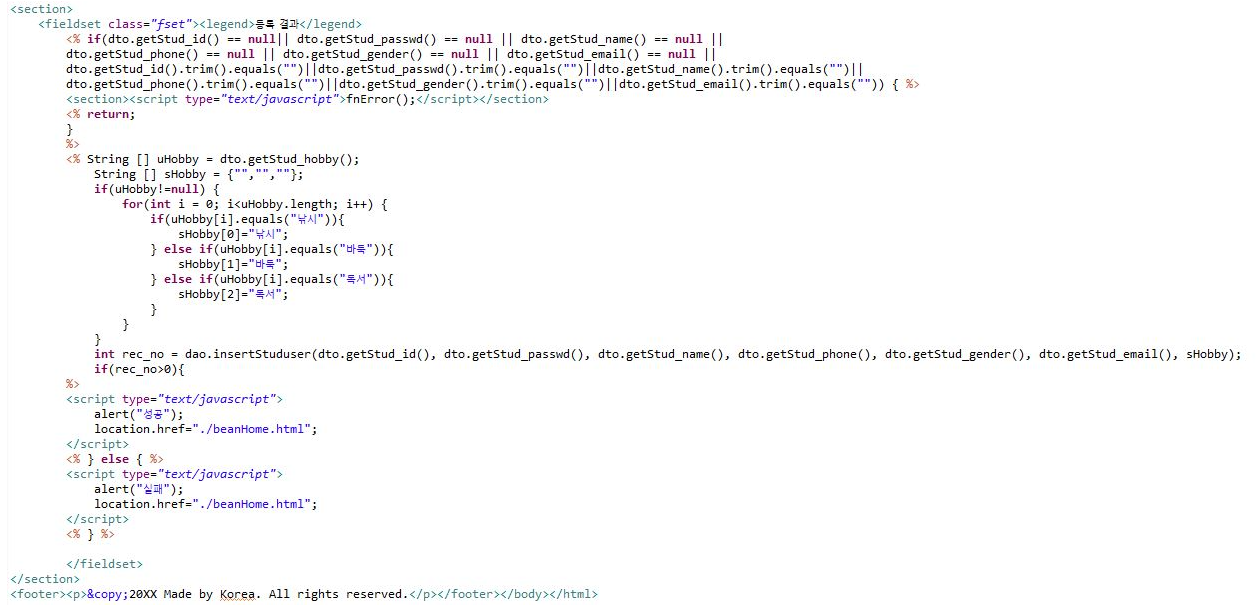 <section>
<fieldset class="fset"><legend>등록 결과</legend>
<% if(dto.getStud_id() == null|| dto.getStud_passwd() == null || dto.getStud_name() == null ||
dto.getStud_phone() == null || dto.getStud_gender() == null || dto.getStud_email() == null ||
dto.getStud_id().trim().equals("")||dto.getStud_passwd().trim().equals("")||dto.getStud_name().trim().equals("")||
dto.getStud_phone().trim().equals("")||dto.getStud_gender().trim().equals("")||dto.getStud_email().trim().equals("")) { %>
<section><script type="text/javascript">fnError();</script></section>
<% return;
}
%>
<% String [] uHobby = dto.getStud_hobby();
String [] sHobby = {"","",""};
if(uHobby!=null) {
for(int i = 0; i<uHobby.length; i++) {
if(uHobby[i].equals("낚시")){
sHobby[0]="낚시";
} else if(uHobby[i].equals("바둑")){
sHobby[1]="바둑";
} else if(uHobby[i].equals("독서")){
sHobby[2]="독서";
}
}
}
int rec_no = dao.insertStuduser(dto.getStud_id(), dto.getStud_passwd(), dto.getStud_name(), dto.getStud_phone(), dto.getStud_gender(), dto.getStud_email(), sHobby);
if(rec_no>0){
%>
<script type="text/javascript">
alert("성공");
location.href="./beanHome.html";
</script>
<% } else { %>
<script type="text/javascript">
alert("실패");
location.href="./beanHome.html";
</script>
<% } %>
</fieldset>
</section>
<footer><p>&copy;20XX Made by Korea. All rights reserved.</p></footer></body></html>